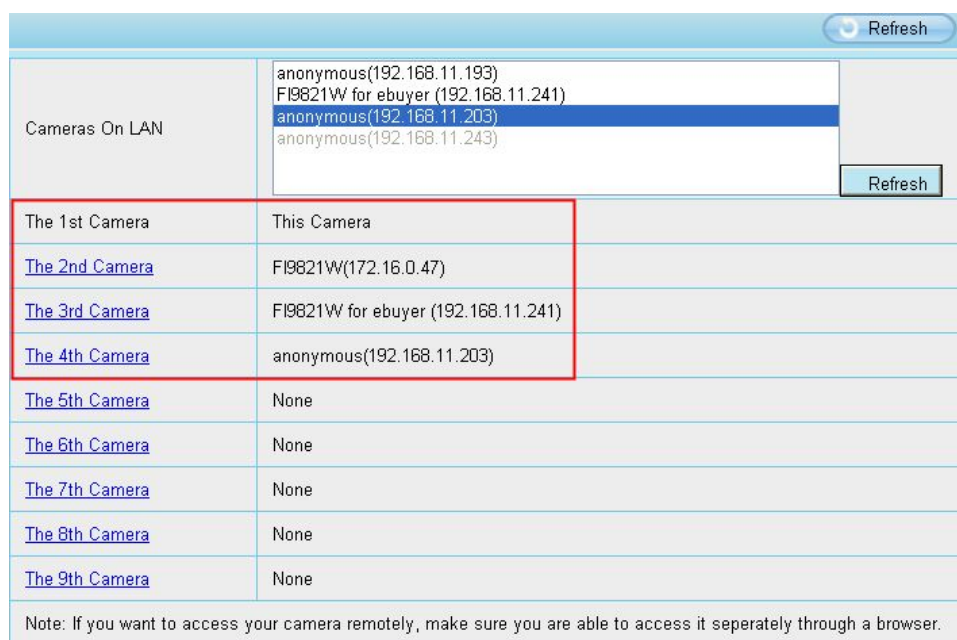 Refresh
Cameras On LAN
anonymous(192.168.11.193)
FI9821W for ebuyer (192.168.11.241)
anonymous(192.168.11.203)
anonymous(192.168.11.243)
Refresh
The 1st Camera This Camera
The 2nd Camera FI9821W(172.16.0.47)
The 3rd Camera FI9821W for ebuyer (192.168.11.241)
The 4th Camera anonymous(192.168.11.203)
The 5th Camera None
The 6th Camera None
The 7th Camera None
The 8th Camera None
The 9th Camera None
Note: If you want to access your camera remotely, make sure you are able to access it seperately through a browser.